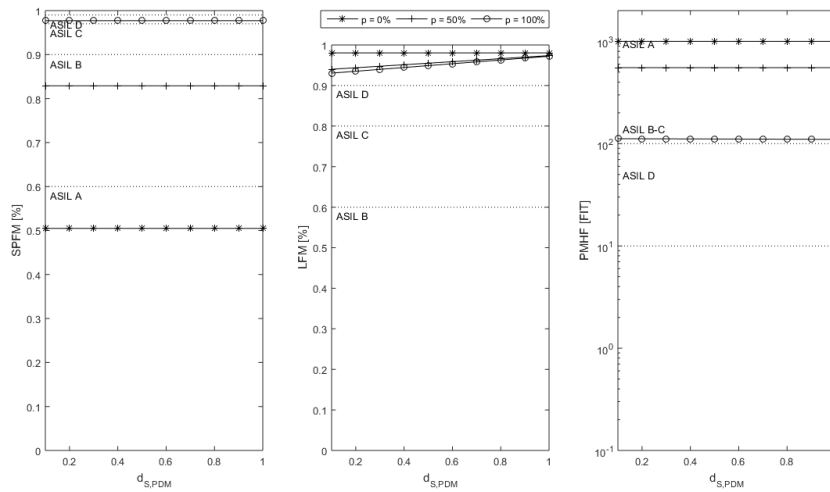 p = 0% p = 50% p = 100%
SPFM [%]
1
0.9
0.8
0.7
0.6
0.5
0.4
0.3
0.2
0.1
0
ASIL D
ASIL C
ASIL B
ASIL A
0.2 0.4 0.6 0.8 1
d_S,PDM
LFM [%]
1
0.9
0.8
0.7
0.6
0.5
0.4
0.3
0.2
0.1
0
ASIL D
ASIL C
ASIL B
0.2 0.4 0.6 0.8 1
d_S,PDM
PMHF [FIT]
10^3
10^2
10^1
10^0
10^-1
ASIL A
ASIL B-C
ASIL D
0.2 0.4 0.6 0.8 1
d_S,PDM